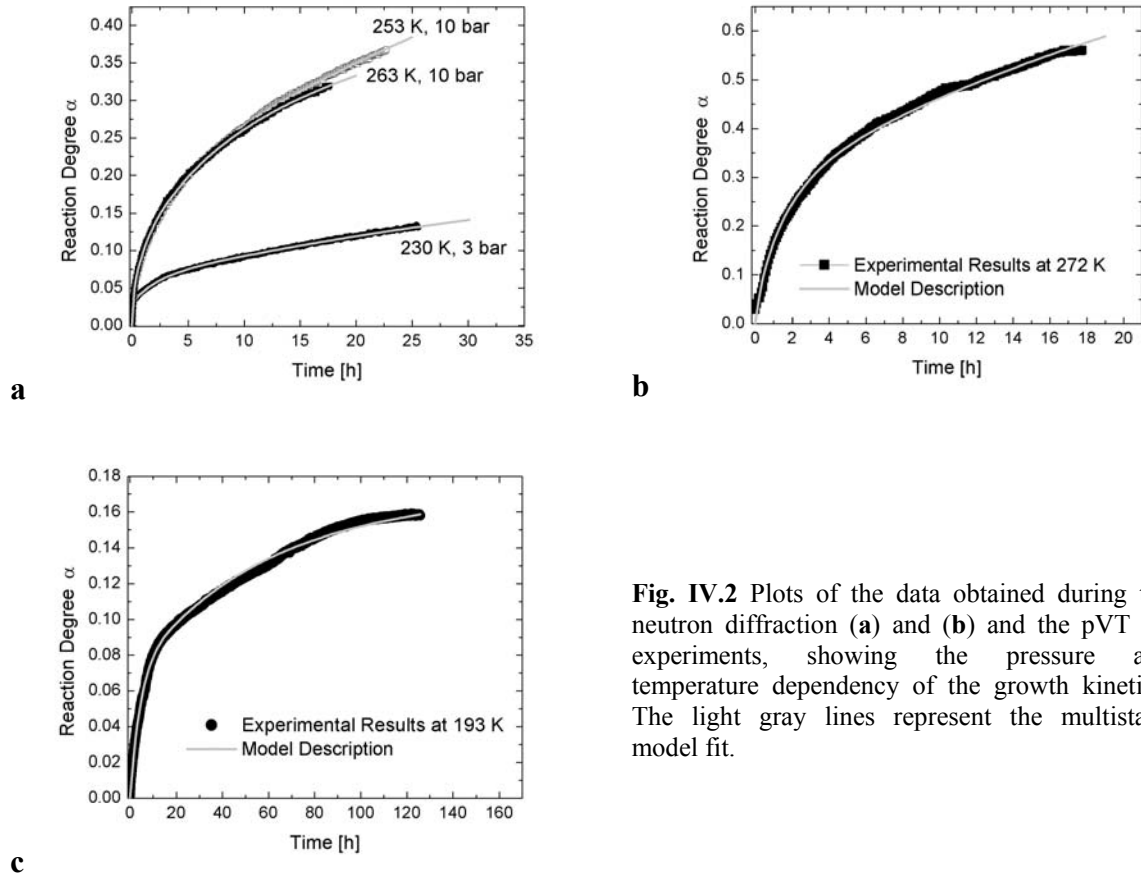 0.40
0.35
0.30
0.25
0.20
0.15
0.10
0.05
0.00
Reaction Degree α
253 K, 10 bar
263 K, 10 bar
230 K, 3 bar
0 5 10 15 20 25 30 35
Time [h]
a
0.6
0.5
0.4
0.3
0.2
0.1
0.0
Reaction Degree α
Experimental Results at 272 K
Model Description
0 2 4 6 8 10 12 14 16 18 20
Time [h]
b
0.18
0.16
0.14
0.12
0.10
0.08
0.06
0.04
0.02
0.00
Reaction Degree α
Experimental Results at 193 K
Model Description
0 20 40 60 80 100 120 140 160
Time [h]
c
Fig. IV.2 Plots of the data obtained during
neutron diffraction (a) and (b) and the pVT
experiments, showing the pressure a
temperature dependency of the growth kineti
The light gray lines represent the multista
model fit.